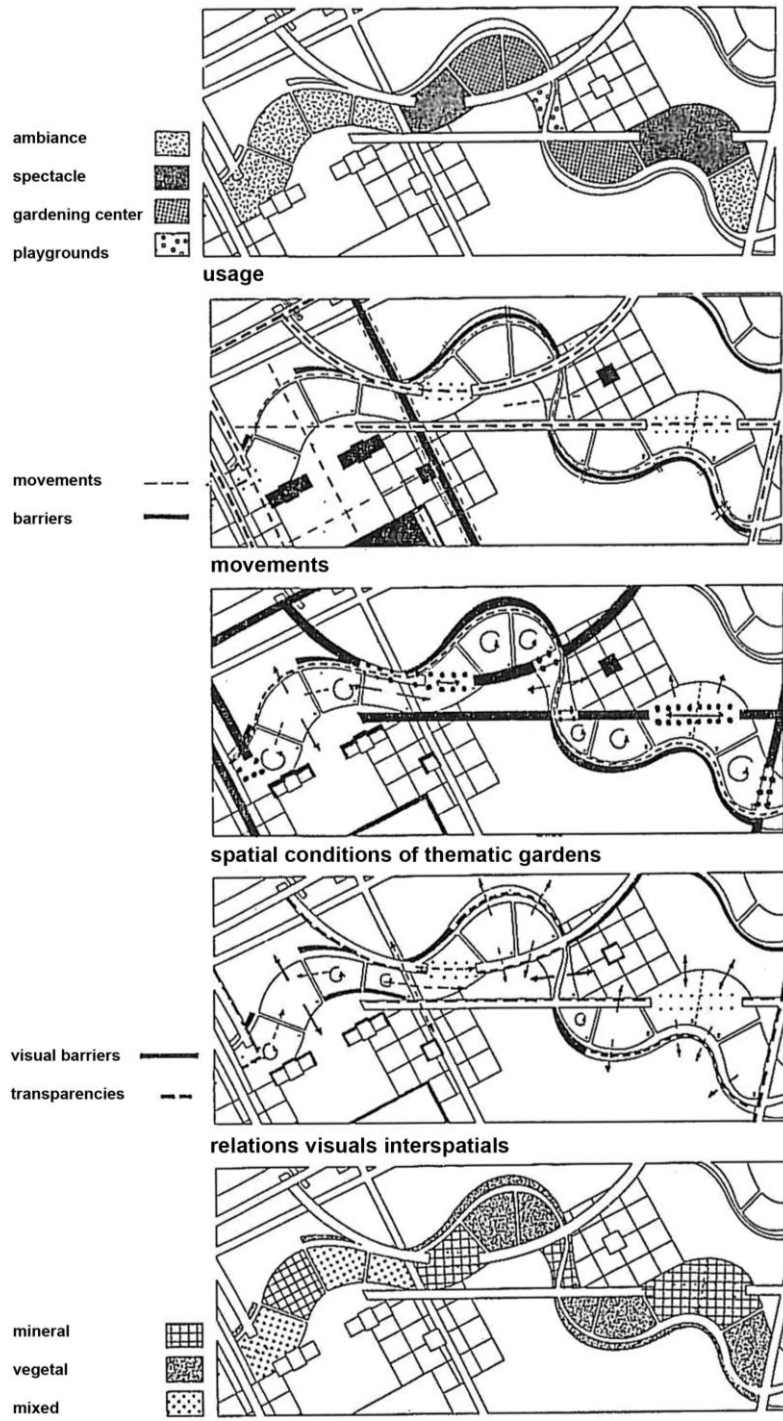 ambiance
spectacle
gardening center
playgrounds
usage
movements
barriers
movements
spatial conditions of thematic gardens
visual barriers
transparencies
relations visuals interspatials
mineral
vegetal
mixed